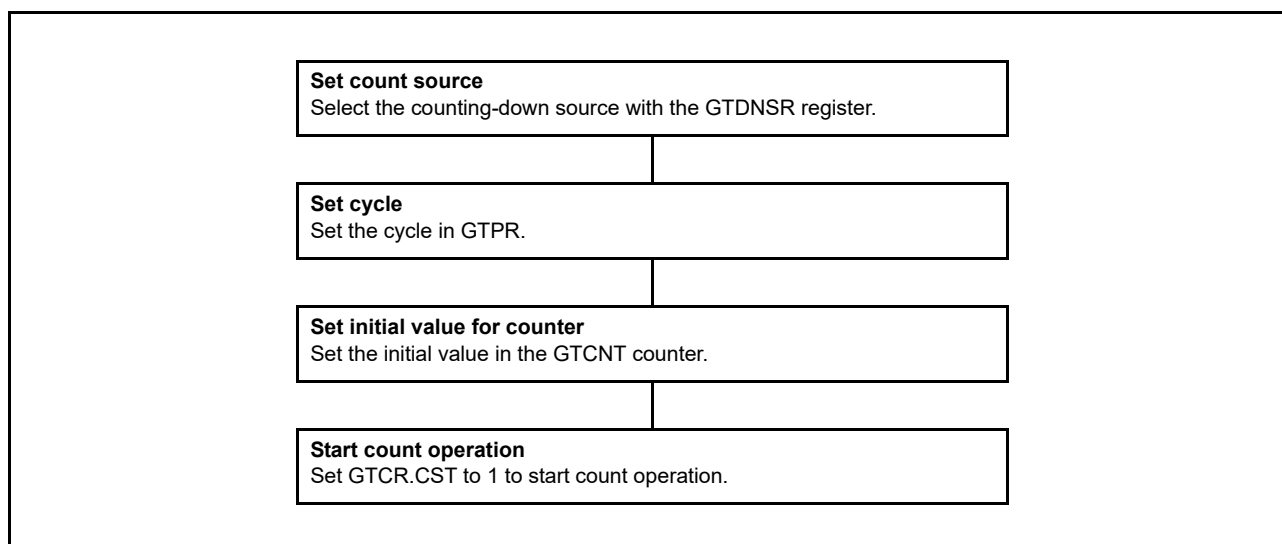 Set count source
Select the counting-down source with the GTDNSR register.
Set cycle
Set the cycle in GTPR.
Set initial value for counter
Set the initial value in the GTCNT counter.
Start count operation
Set GTCR.CST to 1 to start count operation.